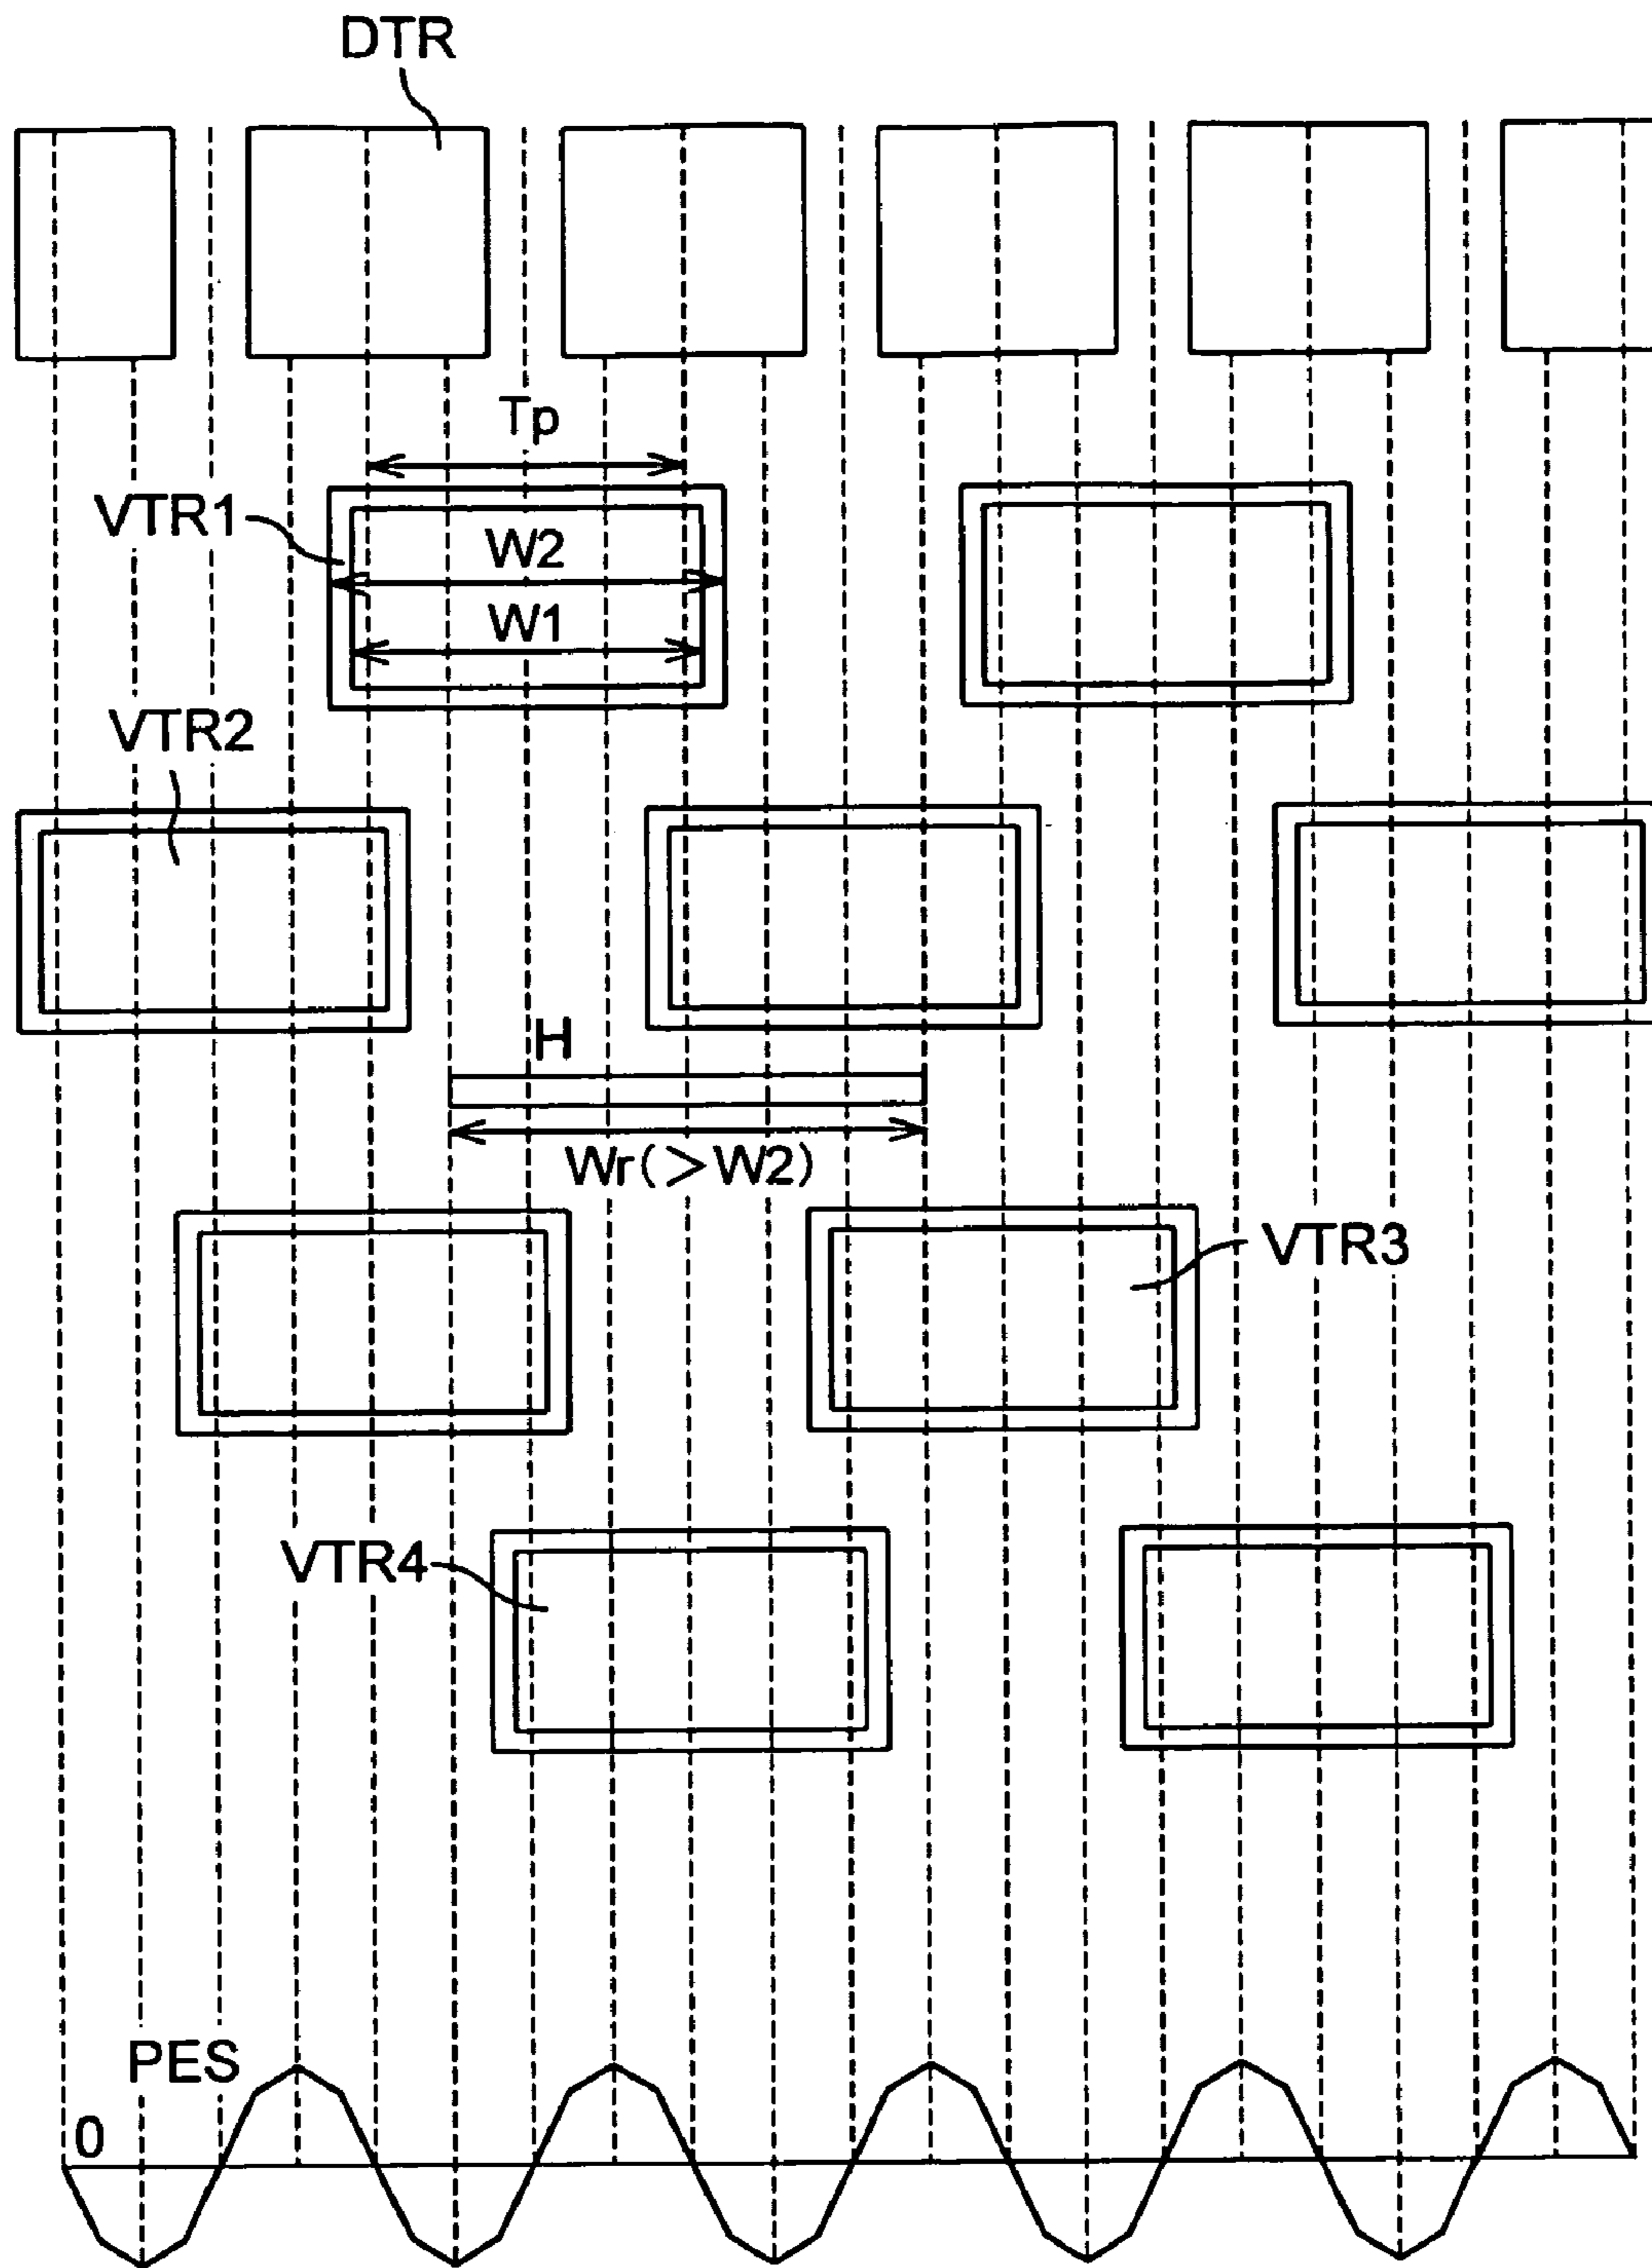 DTR
Tp
VTR1
W2
W1
VTR2
H
Wr(>W2)
VTR3
VTR4
PES
0